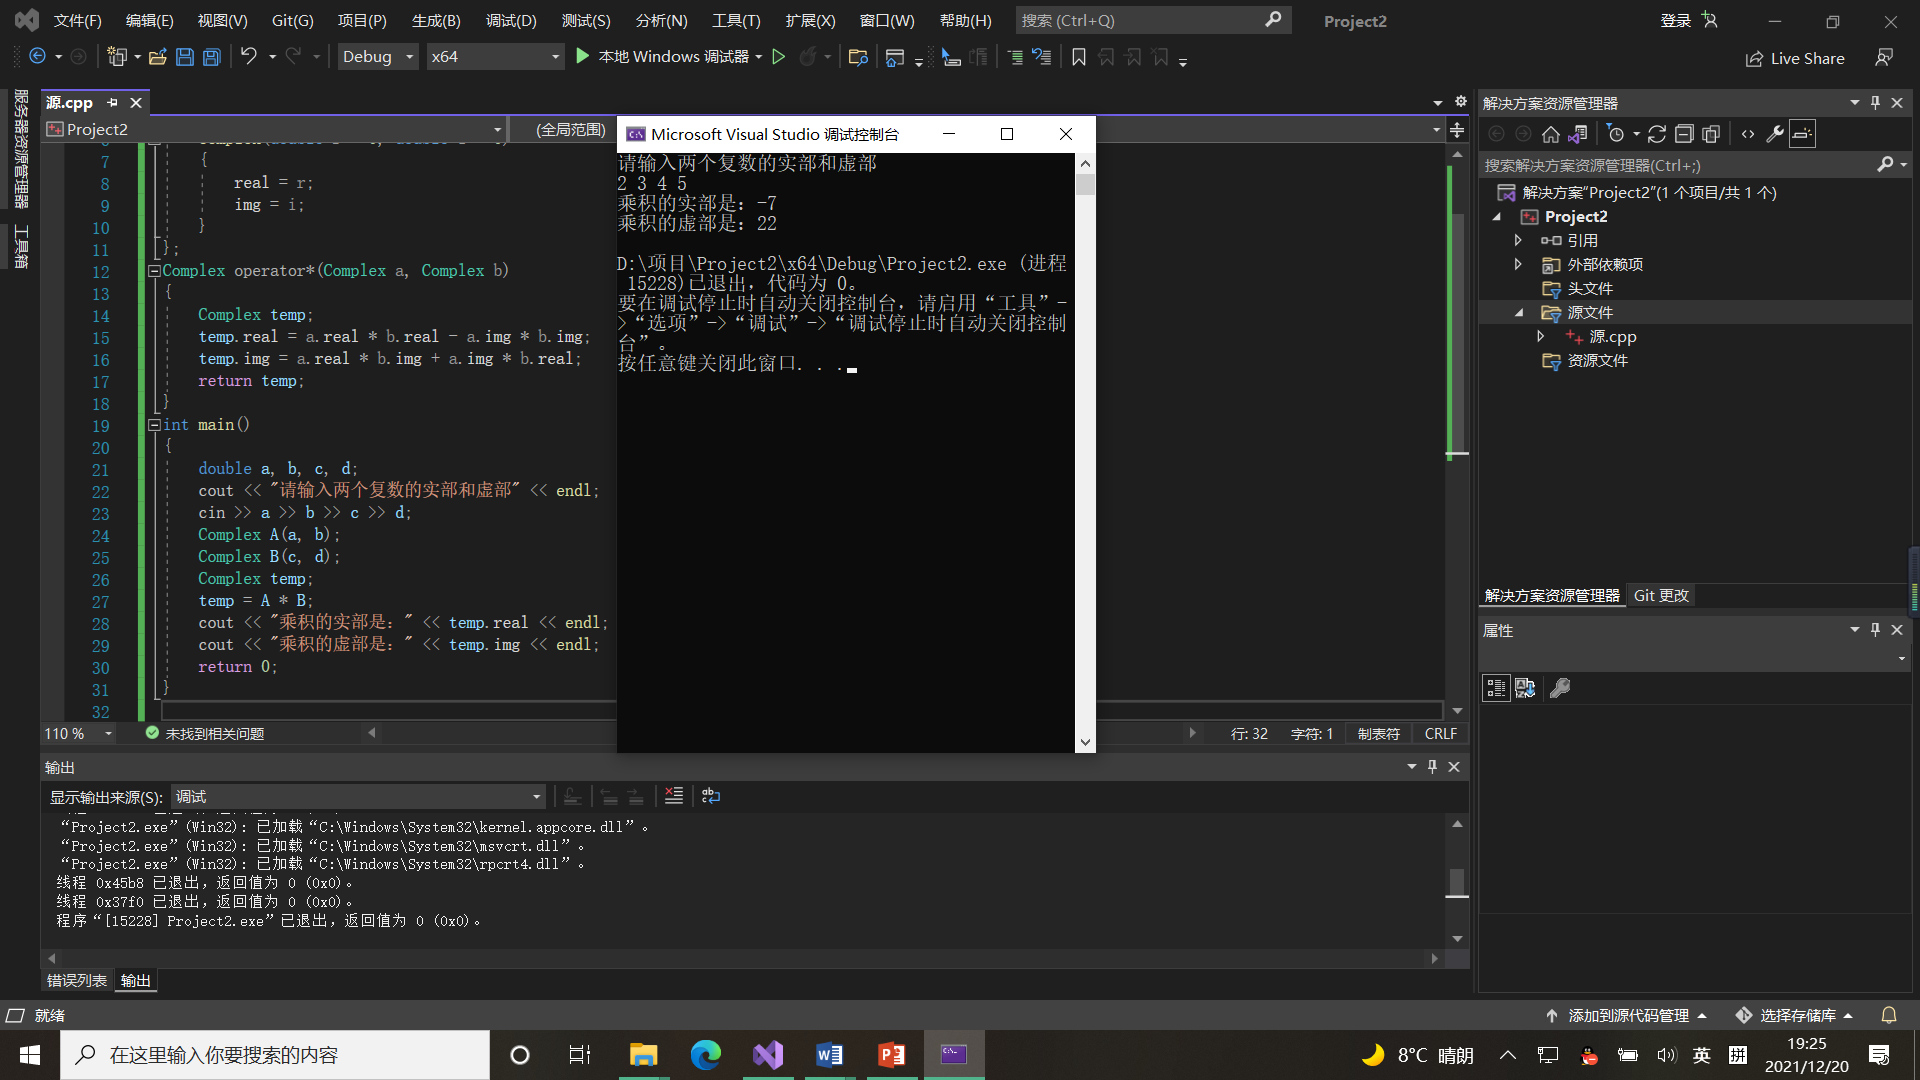 文件(F) 编辑(E) 视图(V) Git(G) 项目(P) 生成(B) 调试(D) 测试(S) 分析(N) 工具(T) 扩展(X) 窗口(W) 帮助(H) 搜索 (Ctrl+Q) Project2 登录
Debug x64 本地 Windows 调试器 Live Share
服务器资源管理器
工具箱
源.cpp
Project2 (全局范围)
7 {
8 real = r;
9 img = i;
10 }
11 };
12 Complex operator*(Complex a, Complex b)
13 {
14 Complex temp;
15 temp.real = a.real * b.real - a.img * b.img;
16 temp.img = a.real * b.img + a.img * b.real;
17 return temp;
18 }
19 int main()
20 {
21 double a, b, c, d;
22 cout << "请输入两个复数的实部和虚部" << endl;
23 cin >> a >> b >> c >> d;
24 Complex A(a, b);
25 Complex B(c, d);
26 Complex temp;
27 temp = A * B;
28 cout << "乘积的实部是：" << temp.real << endl;
29 cout << "乘积的虚部是：" << temp.img << endl;
30 return 0;
31 }
32
110 % 未找到相关问题 行: 32 字符: 1 制表符 CRLF
Microsoft Visual Studio 调试控制台
请输入两个复数的实部和虚部
2 3 4 5
乘积的实部是：-7
乘积的虚部是：22
D:\项目\Project2\x64\Debug\Project2.exe (进程
15228)已退出，代码为 0。
要在调试停止时自动关闭控制台，请启用“工具”-
>“选项”->“调试”->“调试停止时自动关闭控制
台”。
按任意键关闭此窗口. . .
输出
显示输出来源(S): 调试
“Project2.exe”(Win32): 已加载“C:\Windows\System32\kernel.appcore.dll”。
“Project2.exe”(Win32): 已加载“C:\Windows\System32\msvcrt.dll”。
“Project2.exe”(Win32): 已加载“C:\Windows\System32\rpcrt4.dll”。
线程 0x45b8 已退出，返回值为 0 (0x0)。
线程 0x37f0 已退出，返回值为 0 (0x0)。
程序“[15228] Project2.exe”已退出，返回值为 0 (0x0)。
错误列表 输出
解决方案资源管理器
搜索解决方案资源管理器(Ctrl+;)
解决方案“Project2”(1 个项目/共 1 个)
Project2
引用
外部依赖项
头文件
源文件
源.cpp
资源文件
解决方案资源管理器 Git 更改
属性
就绪 添加到源代码管理 选择存储库
在这里输入你要搜索的内容 8°C 晴朗 英 拼 19:25
2021/12/20